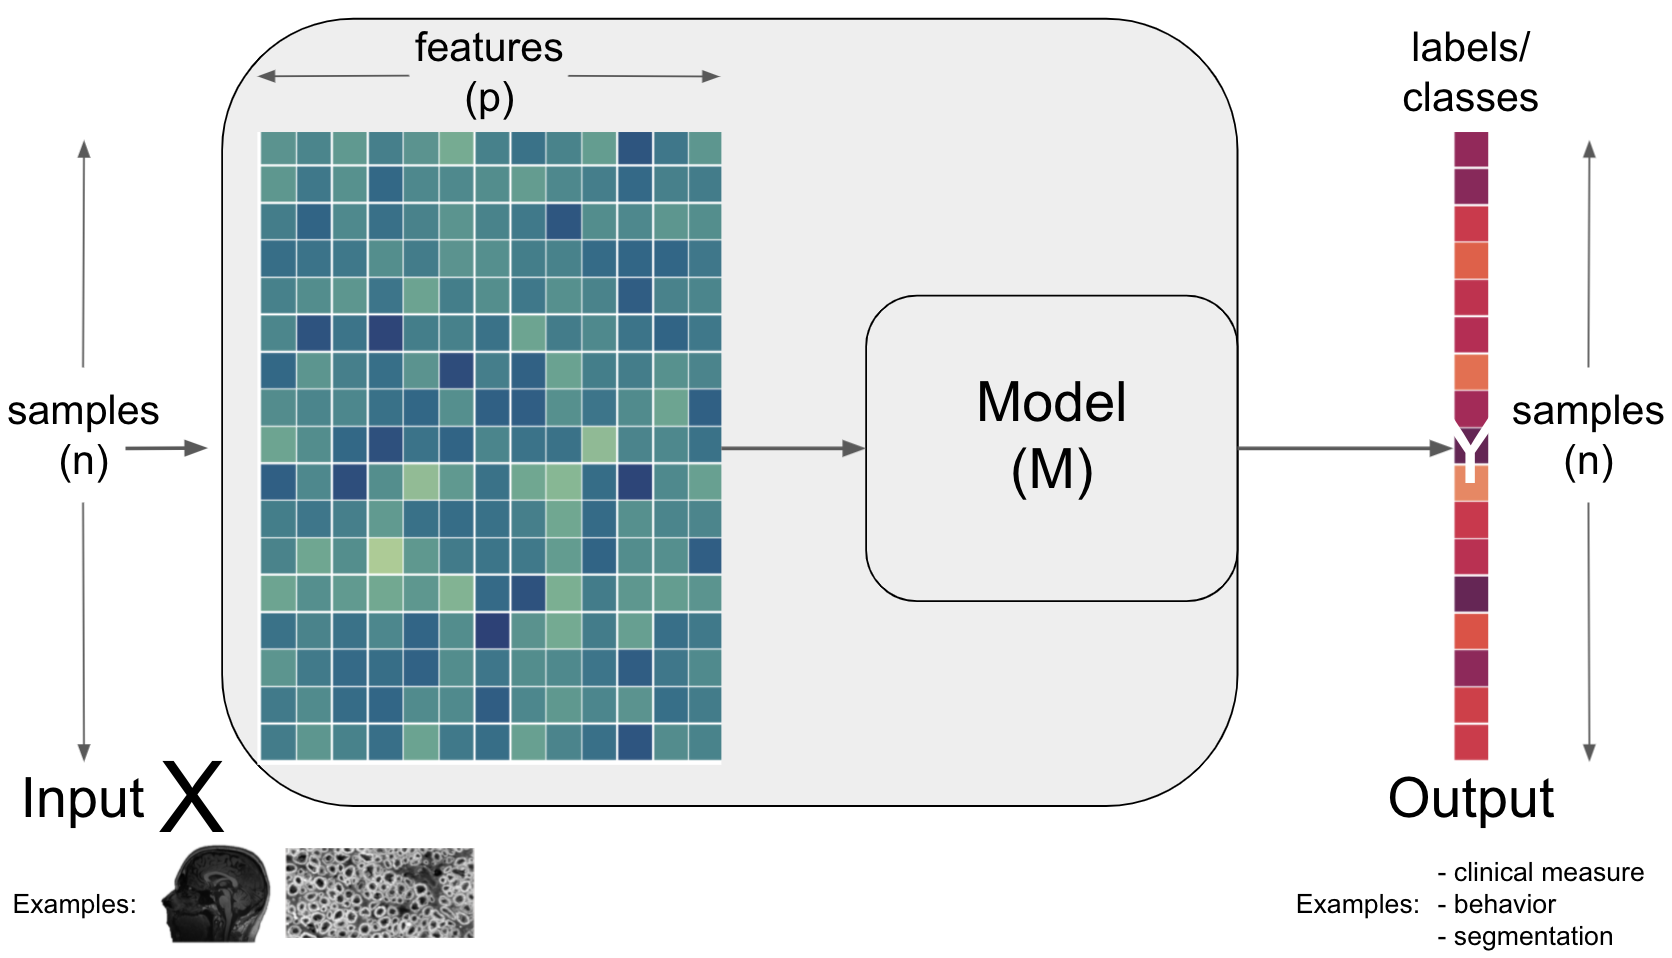 features
(p)
labels/
classes
samples
(n)
Model
(M)
Y
samples
(n)
Input X
Output
Examples:
Examples:
- clinical measure
- behavior
- segmentation